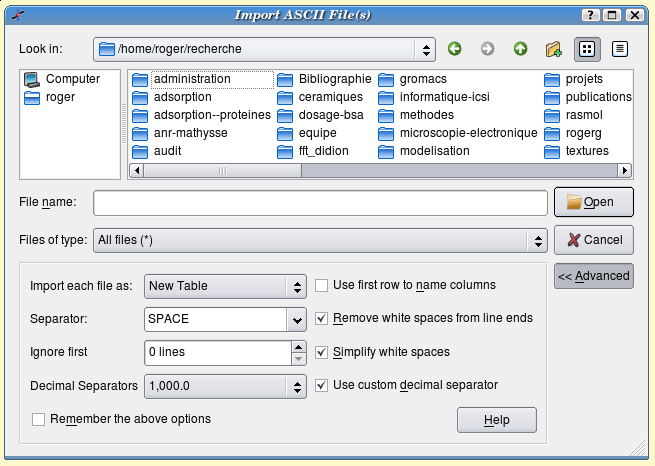 Import ASCII File(s)
Look in: /home/roger/recherche
Computer
roger
administration
adsorption
adsorption--proteines
anr-mathysse
audit
Bibliographie
ceramiques
dosage-bsa
equipe
fft_didion
gromacs
informatique-icsi
methodes
microscopie-electronique
modelisation
projets
publications
rasmol
rogerg
textures
File name: Open
Files of type: All files (*) Cancel
<< Advanced
Import each file as: New Table Use first row to name columns
Separator: SPACE Remove white spaces from line ends
Ignore first 0 lines Simplify white spaces
Decimal Separators 1,000.0 Use custom decimal separator
Remember the above options Help